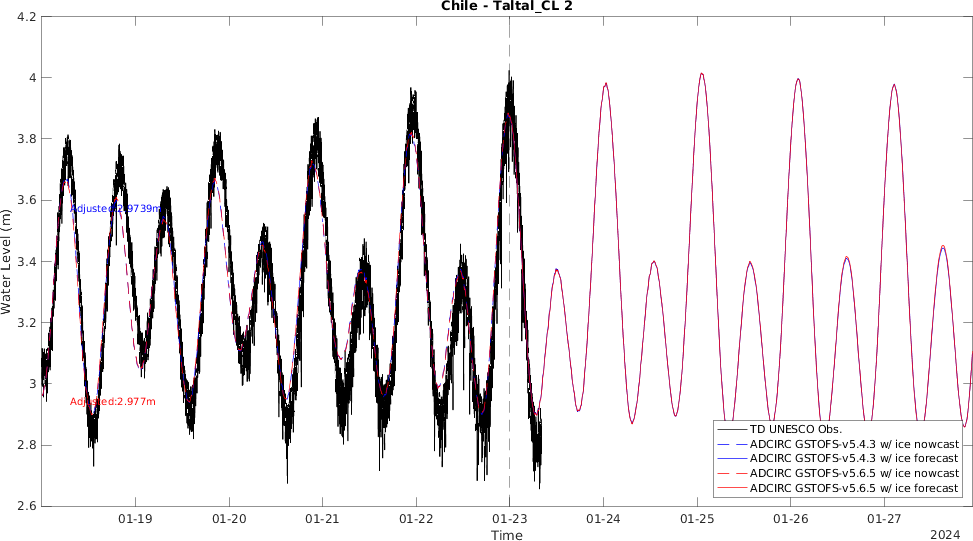 Chile - Taltal_CL 2
Water Level (m)
4.2
4
3.8
3.6
3.4
3.2
3
2.8
2.6
Adjusted:2.9739m
Adjusted:2.977m
TD UNESCO Obs.
ADCIRC GSTOFS-v5.4.3 w/ ice nowcast
ADCIRC GSTOFS-v5.4.3 w/ ice forecast
ADCIRC GSTOFS-v5.6.5 w/ ice nowcast
ADCIRC GSTOFS-v5.6.5 w/ ice forecast
01-19 01-20 01-21 01-22 01-23 01-24 01-25 01-26 01-27
Time
2024